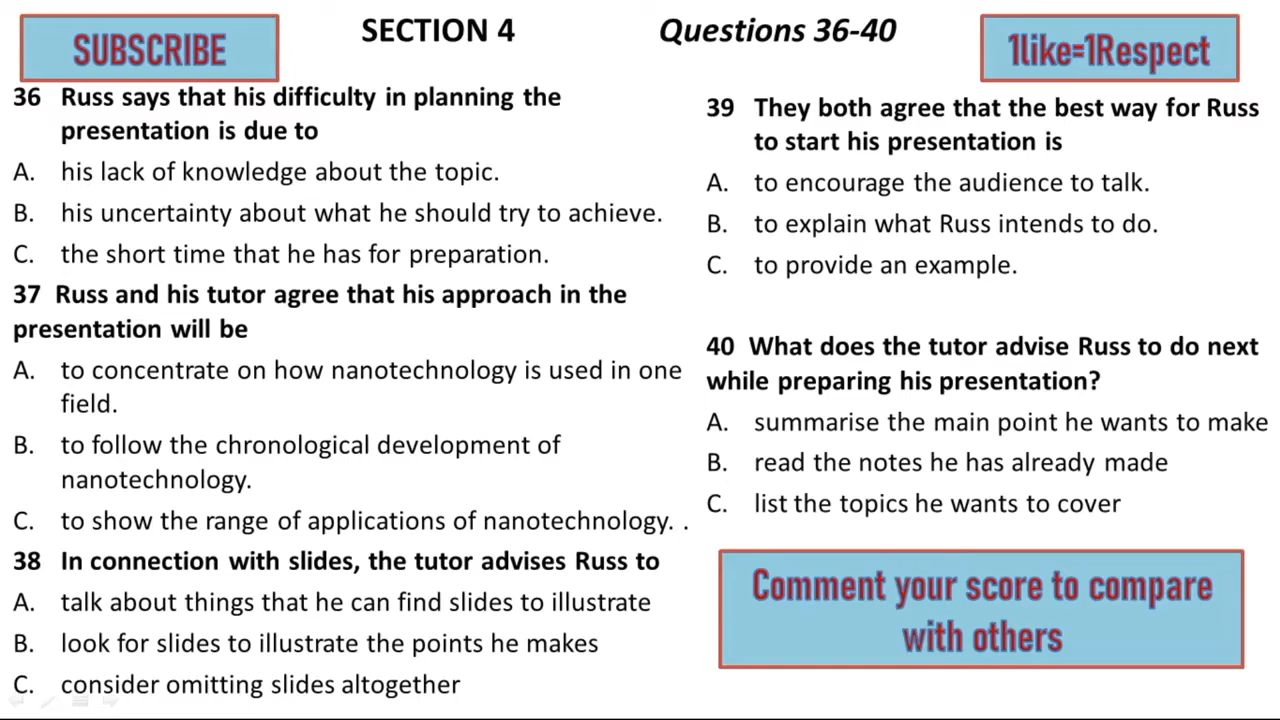 SUBSCRIBE
SECTION 4
Questions 36-40
1like=1Respect
36 Russ says that his difficulty in planning the
presentation is due to
A. his lack of knowledge about the topic.
B. his uncertainty about what he should try to achieve.
C. the short time that he has for preparation.
37 Russ and his tutor agree that his approach in the
presentation will be
A. to concentrate on how nanotechnology is used in one
field.
B. to follow the chronological development of
nanotechnology.
C. to show the range of applications of nanotechnology. .
38 In connection with slides, the tutor advises Russ to
A. talk about things that he can find slides to illustrate
B. look for slides to illustrate the points he makes
C. consider omitting slides altogether
39 They both agree that the best way for Russ
to start his presentation is
A. to encourage the audience to talk.
B. to explain what Russ intends to do.
C. to provide an example.
40 What does the tutor advise Russ to do next
while preparing his presentation?
A. summarise the main point he wants to make
B. read the notes he has already made
C. list the topics he wants to cover
Comment your score to compare
with others